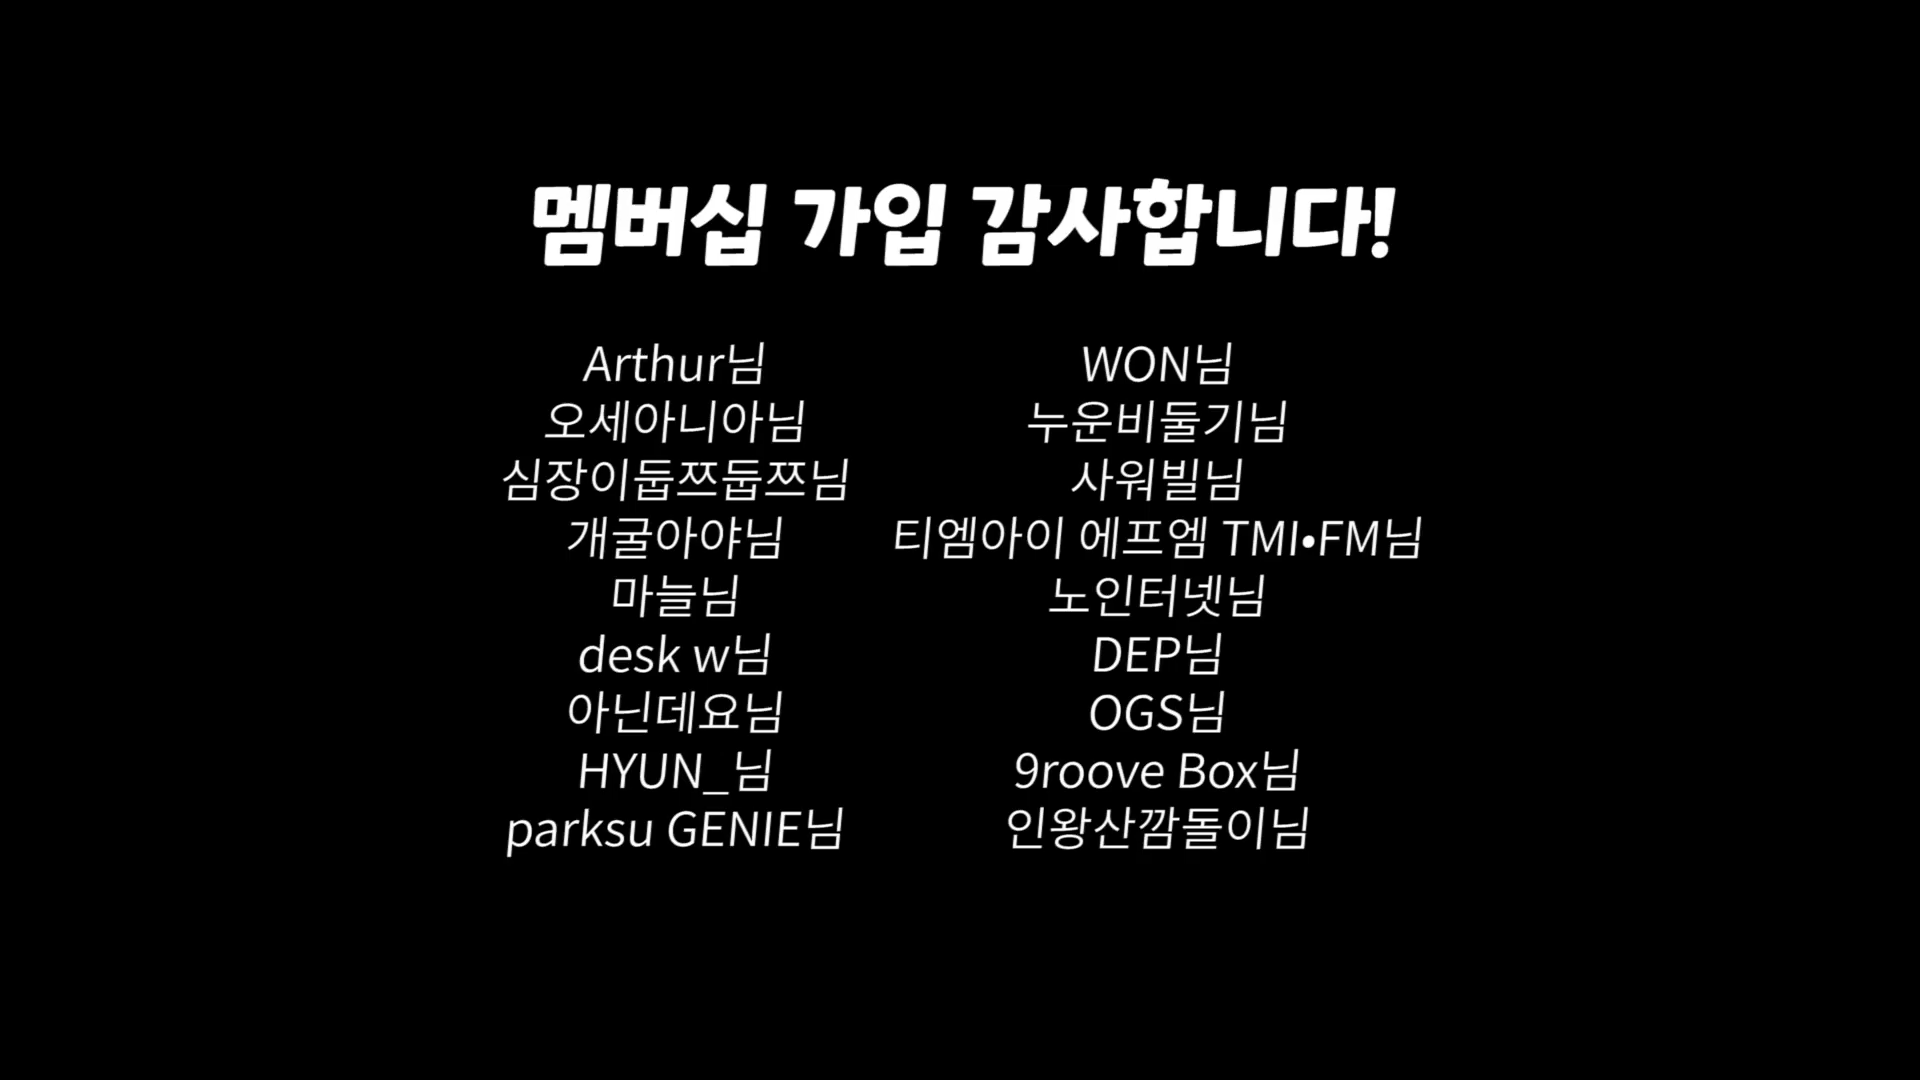 멤버십 가입 감사합니다!
Arthur님
오세아니아님
심장이둡쯔둡쯔님
개굴아야님
마늘님
desk w님
아닌데요님
HYUN_님
parksu GENIE님
WON님
누운비둘기님
사워빌님
티엠아이 에프엠 TMI•FM님
노인터넷님
DEP님
OGS님
9roove Box님
인왕산깜돌이님